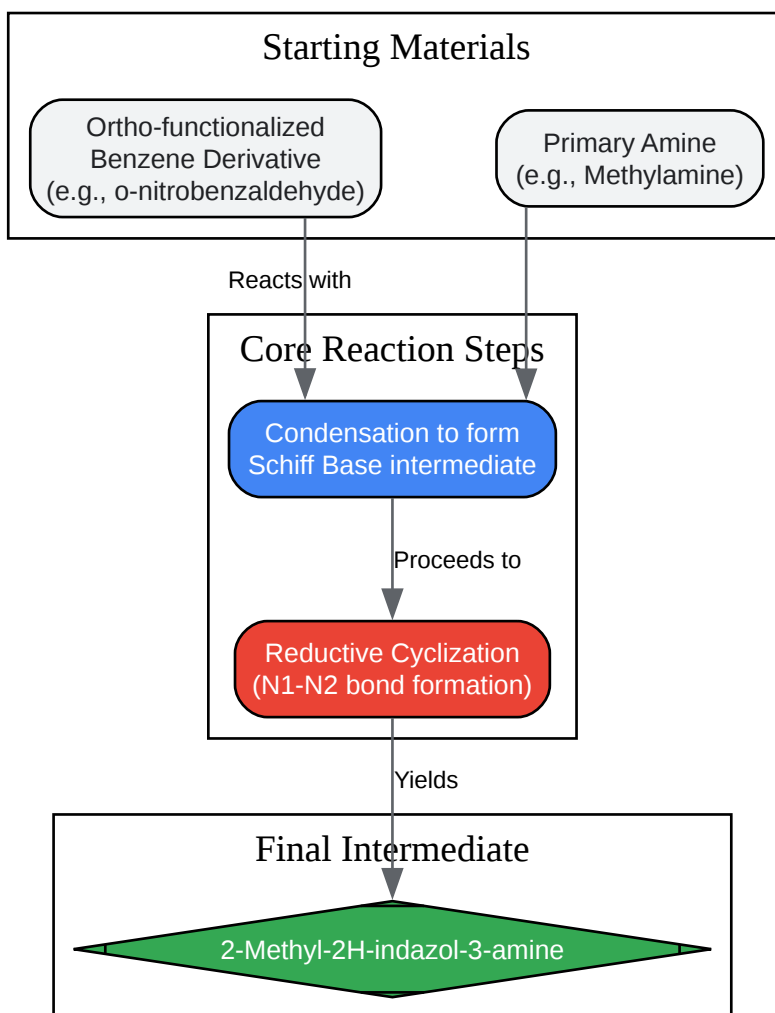 Starting Materials
Ortho-functionalized
Benzene Derivative
(e.g., o-nitrobenzaldehyde)
Primary Amine
(e.g., Methylamine)
Reacts with
Core Reaction Steps
Condensation to form
Schiff Base intermediate
Proceeds to
Reductive Cyclization
(N1-N2 bond formation)
Yields
Final Intermediate
2-Methyl-2H-indazol-3-amine